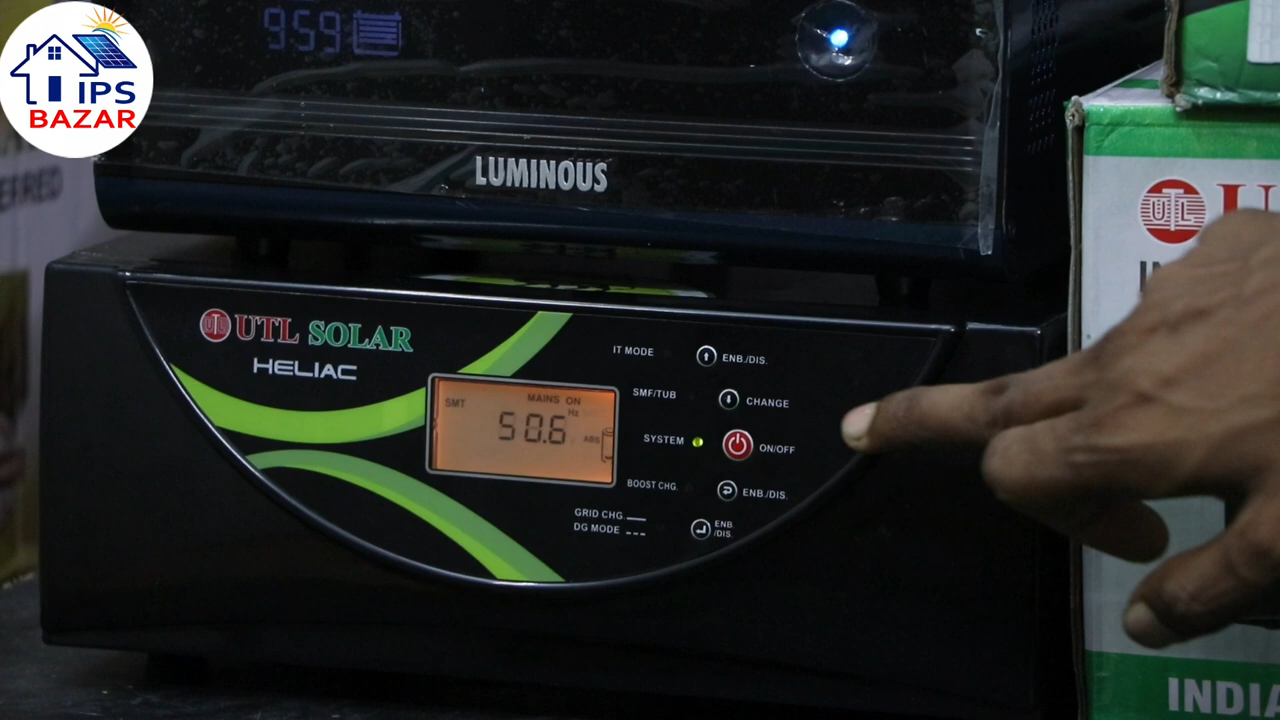 IPS
BAZAR
959
LUMINOUS
UTL
UTL SOLAR
HELIAC
SMT
MAINS ON
Hz
50.6
ABS
IT MODE
ENB./DIS.
SMF/TUB
CHANGE
SYSTEM
ON/OFF
BOOST CHG.
ENB./DIS.
GRID CHG.
DG MODE
ENB.
/DIS.
UTL
INDIA